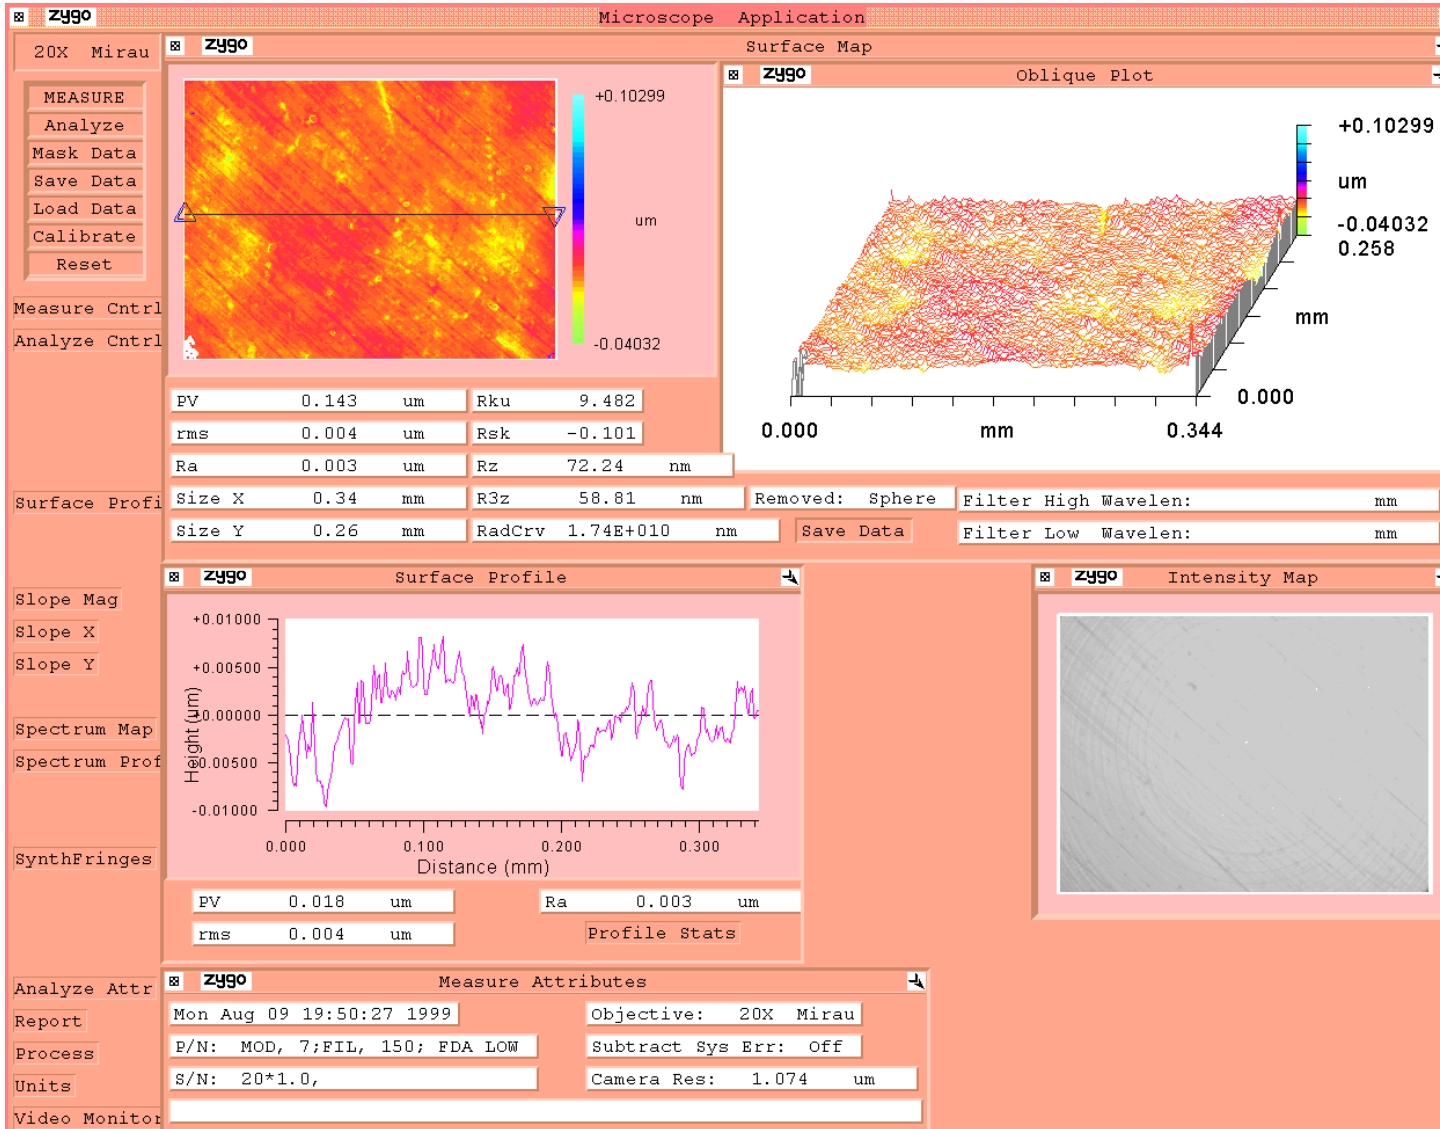 zygo Microscope Application
20X Mirau
MEASURE
Analyze
Mask Data
Save Data
Load Data
Calibrate
Reset
Measure Cntrl
Analyze Cntrl
Surface Profi
Slope Mag
Slope X
Slope Y
Spectrum Map
Spectrum Prof
SynthFringes
Analyze Attr
Report
Process
Units
Video Monitor
zygo Surface Map
+0.10299
um
-0.04032
zygo Oblique Plot
+0.10299
um
-0.04032
0.258
mm
0.000
0.000 mm 0.344
PV 0.143 um
Rku 9.482
rms 0.004 um
Rsk -0.101
Ra 0.003 um
Rz 72.24 nm
Size X 0.34 mm
R3z 58.81 nm
Removed: Sphere
Filter High Wavelen: mm
Size Y 0.26 mm
RadCrv 1.74E+010 nm
Save Data
Filter Low Wavelen: mm
zygo Surface Profile
+0.01000
+0.00500
+0.00000
-0.00500
-0.01000
Height (um)
0.000 0.100 0.200 0.300
Distance (mm)
PV 0.018 um
Ra 0.003 um
rms 0.004 um
Profile Stats
zygo Intensity Map
zygo Measure Attributes
Mon Aug 09 19:50:27 1999
Objective: 20X Mirau
P/N: MOD, 7;FIL, 150; FDA LOW
Subtract Sys Err: Off
S/N: 20*1.0,
Camera Res: 1.074 um